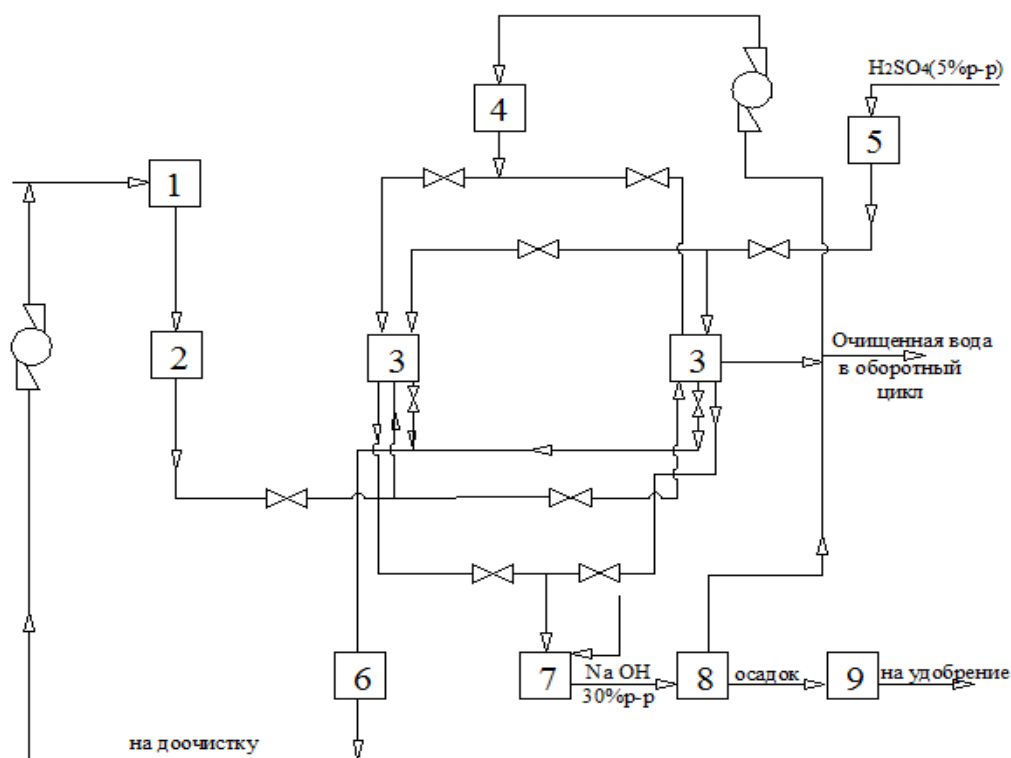 H2SO4(5%р-р)
4
5
1
2
3
3
Очищенная вода
в оборотный
цикл
6
7
Na OH
30%р-р
8
осадок
9
на удобрение
на доочистку